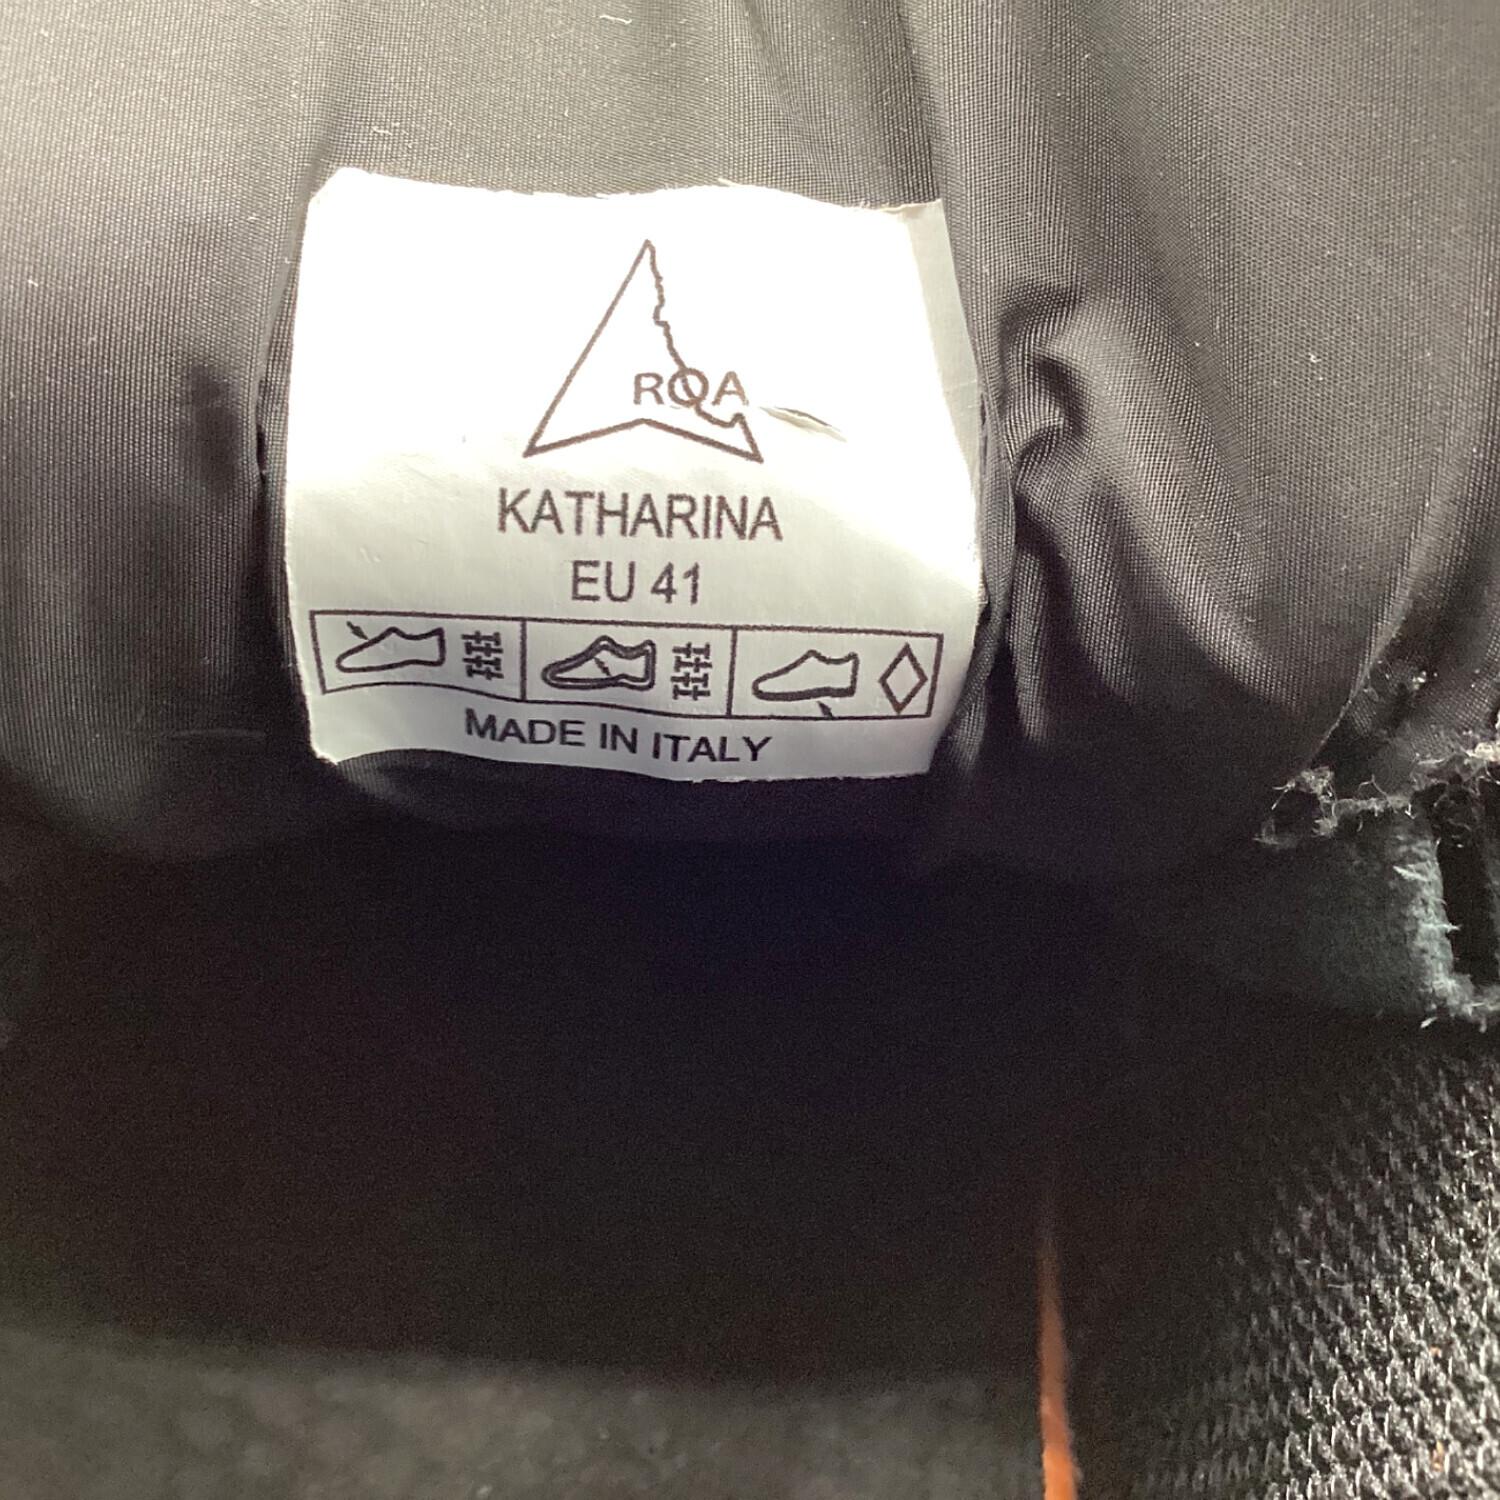 ROA
KATHARINA
EU 41
MADE IN ITALY